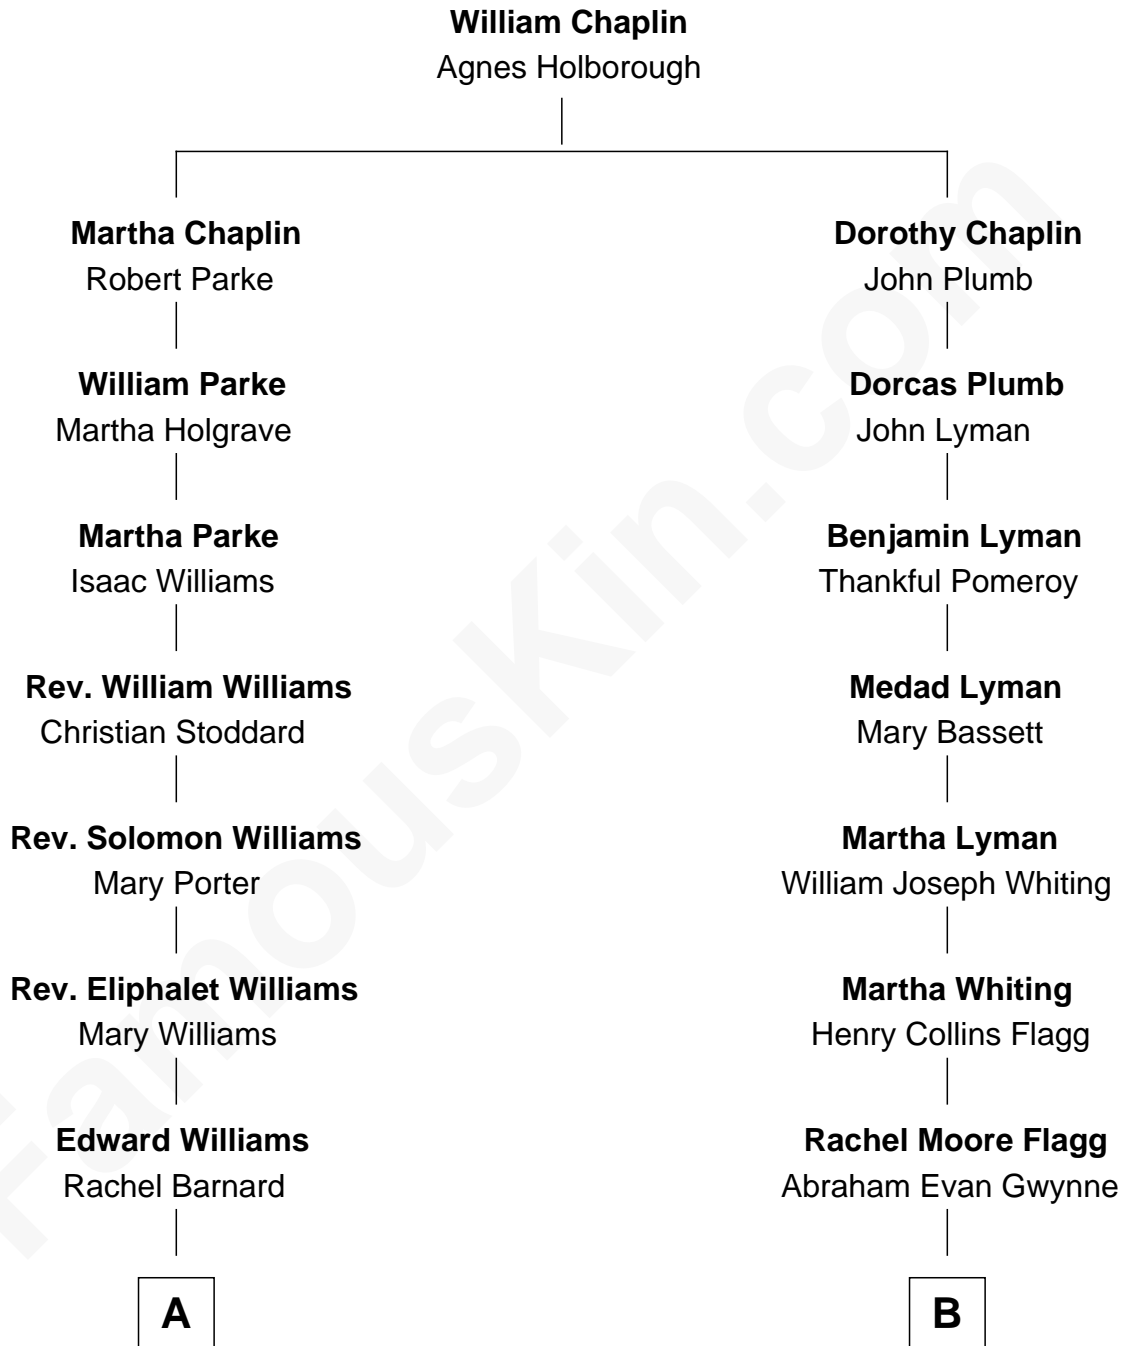 William Chaplin
Agnes Holborough
Martha Chaplin
Robert Parke
William Parke
Martha Holgrave
Martha Parke
Isaac Williams
Rev. William Williams
Christian Stoddard
Rev. Solomon Williams
Mary Porter
Rev. Eliphalet Williams
Mary Williams
Edward Williams
Rachel Barnard
A
Dorothy Chaplin
John Plumb
Dorcas Plumb
John Lyman
Benjamin Lyman
Thankful Pomeroy
Medad Lyman
Mary Bassett
Martha Lyman
William Joseph Whiting
Martha Whiting
Henry Collins Flagg
Rachel Moore Flagg
Abraham Evan Gwynne
B
FamousKin.com